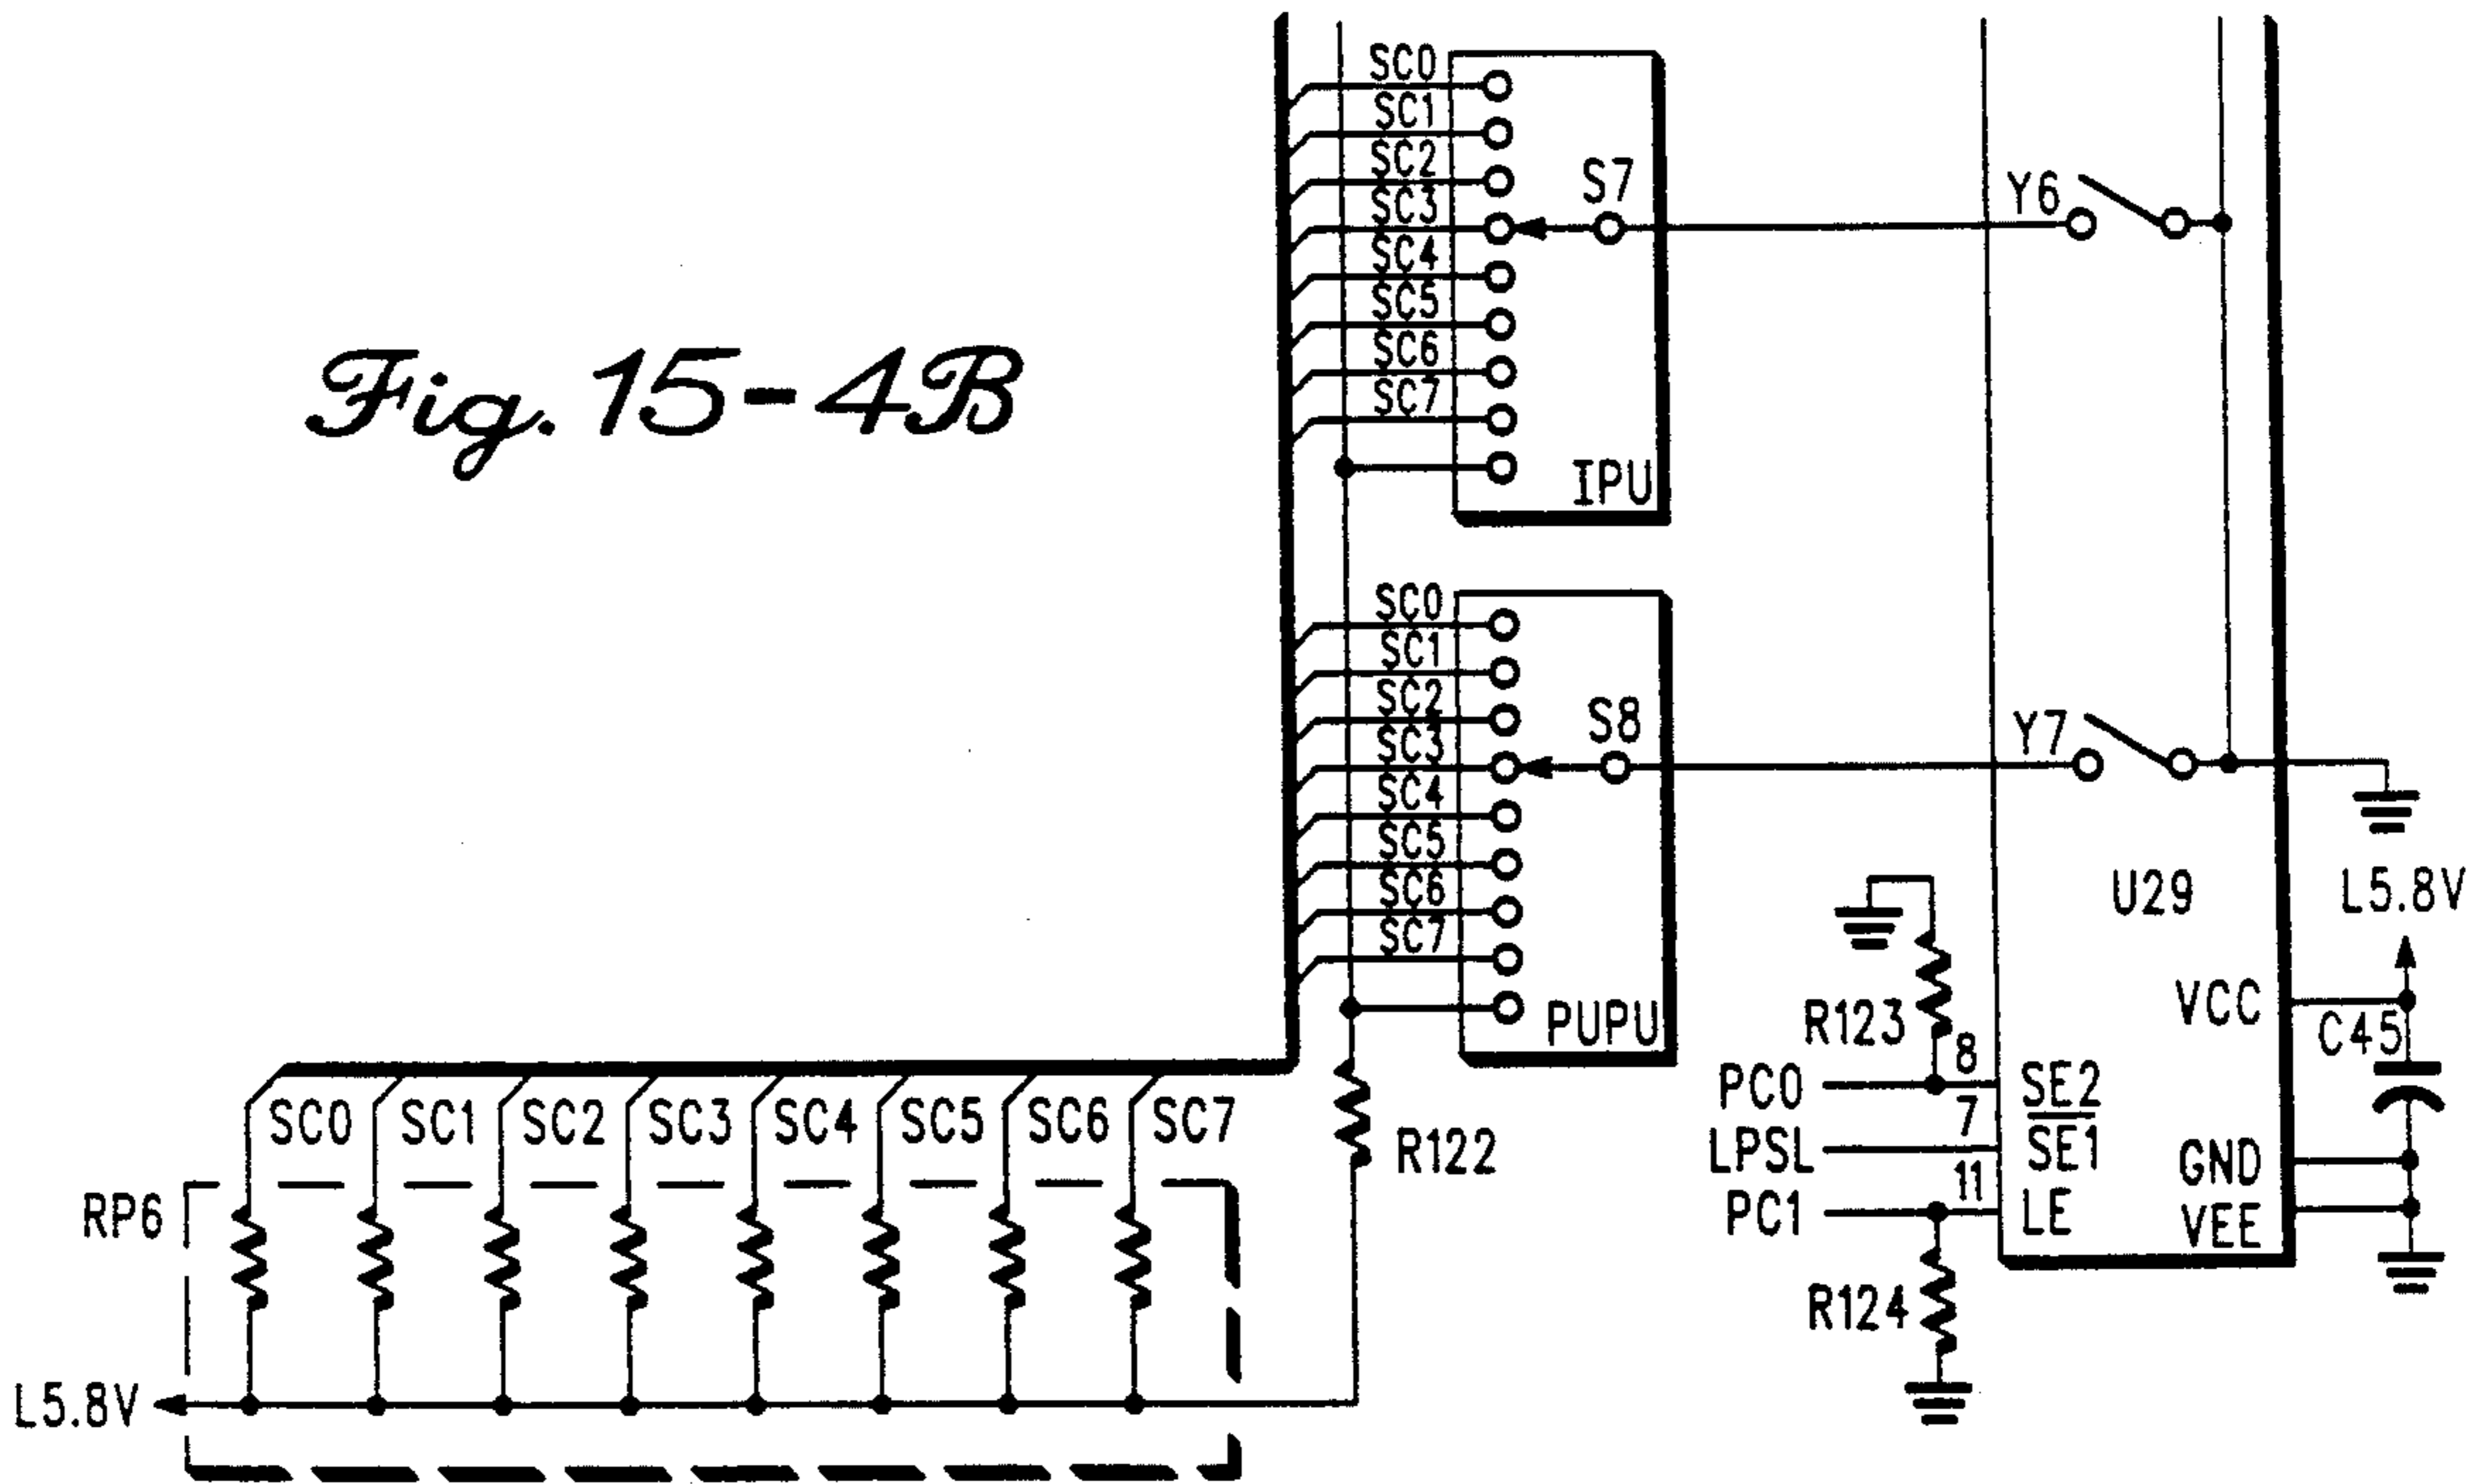 SC0
SC1
SC2
SC3
SC4
SC5
SC6
SC7
S7
IPU
Y6
Fig. 15-4B
SC0
SC1
SC2
SC3
SC4
SC5
SC6
SC7
S8
PUPU
Y7
U29
L5.8V
VCC
C45
R123
8
PC0
SE2
7
LPSL
SE1
GND
11
PC1
LE
VEE
R124
R122
SC0
SC1
SC2
SC3
SC4
SC5
SC6
SC7
RP6
L5.8V